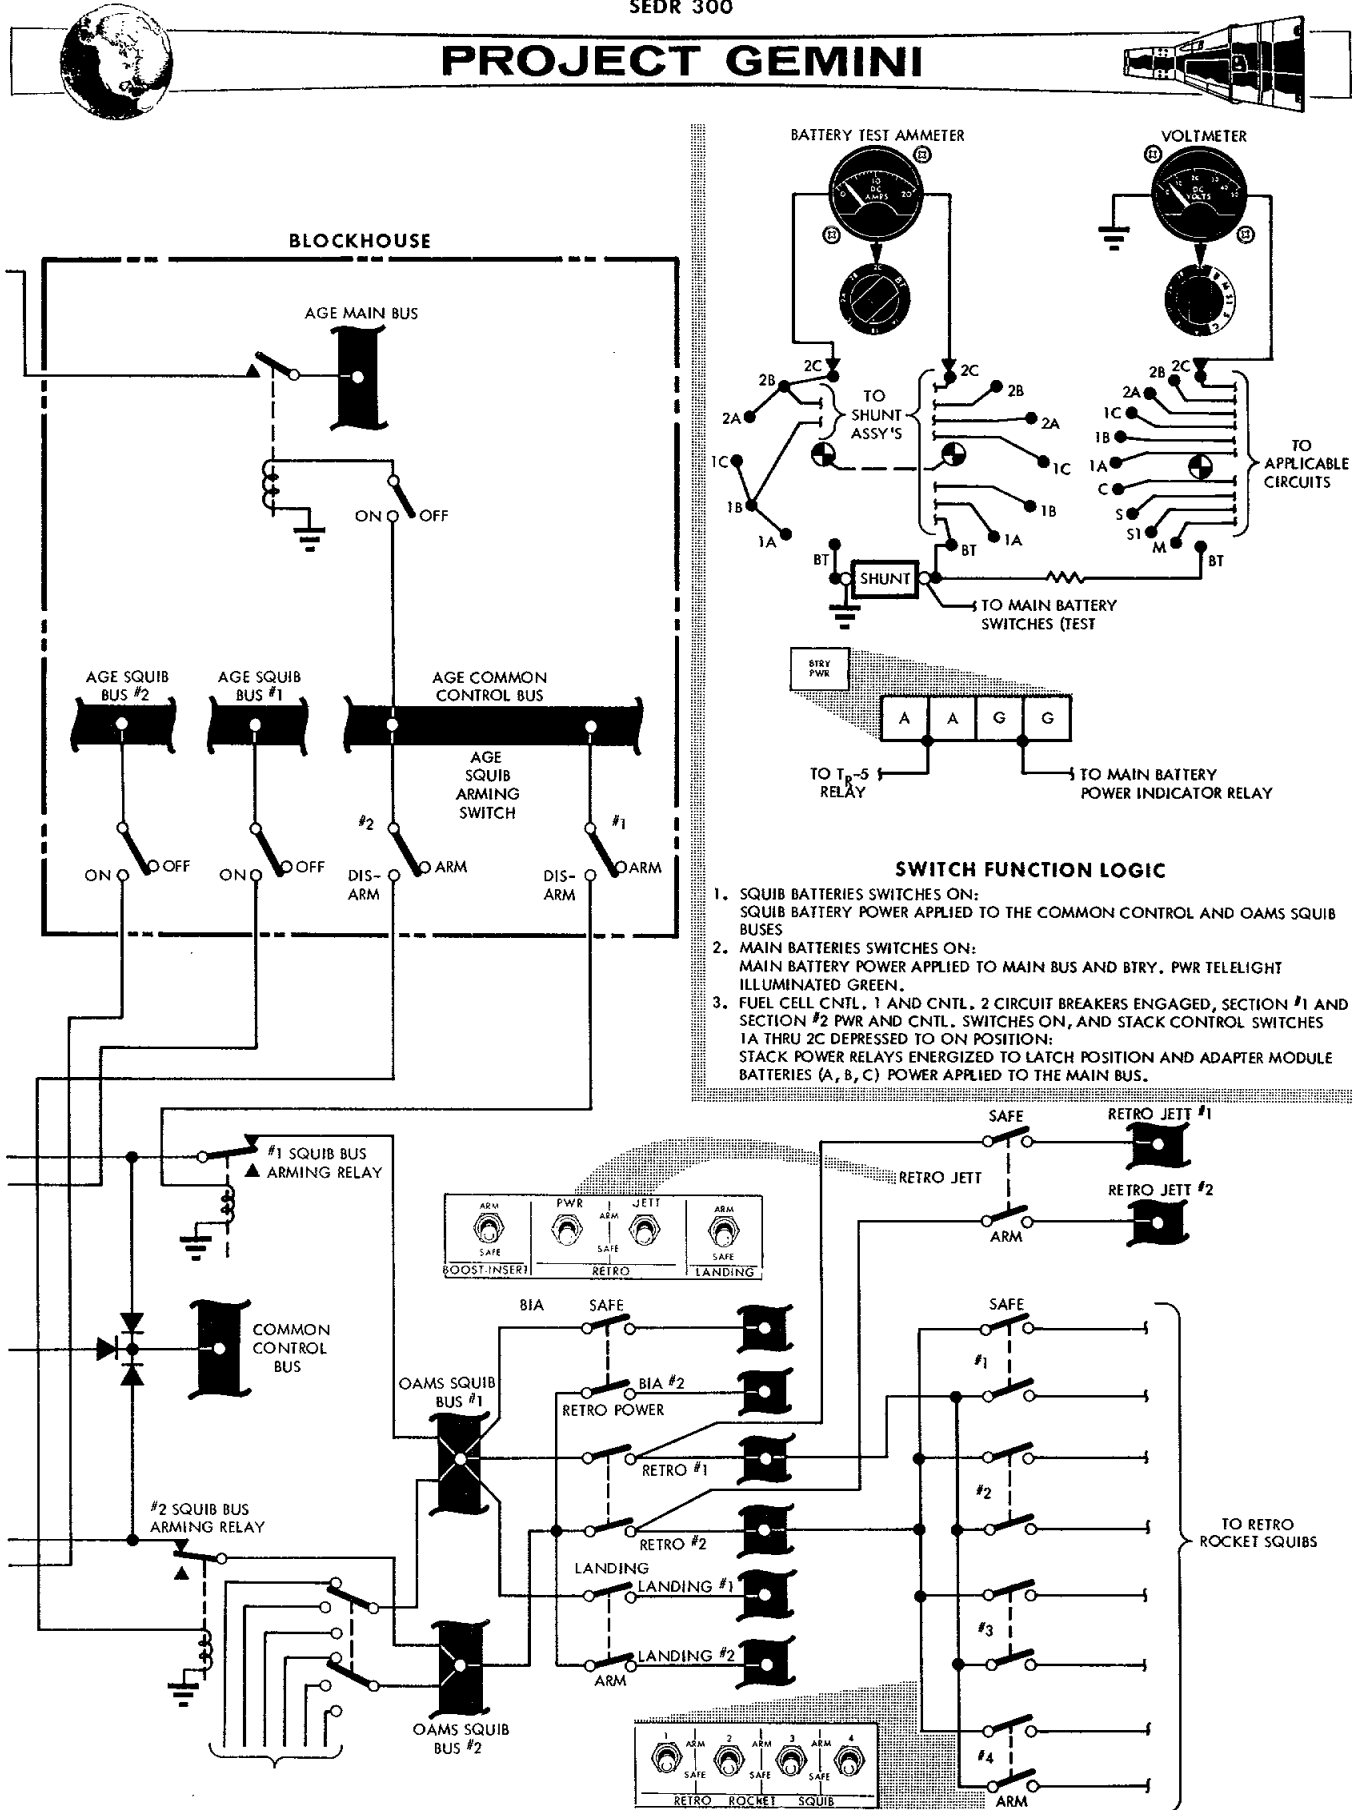 SEDR 300
PROJECT GEMINI
BLOCKHOUSE
AGE MAIN BUS
ON
OFF
AGE SQUIB
BUS #2
AGE SQUIB
BUS #1
AGE COMMON
CONTROL BUS
AGE
SQUIB
ARMING
SWITCH
#2
#1
ON
OFF
ON
OFF
DIS-
ARM
ARM
DIS-
ARM
ARM
BATTERY TEST AMMETER
0
10
20
DC
AMPS
2C
BT
VOLTMETER
DC
VOLTS
2C
2B
2A
1C
1B
1A
BT
TO
SHUNT
ASSY'S
2C
2B
2A
1C
1B
1A
BT
SHUNT
TO MAIN BATTERY
SWITCHES (TEST
2C
2B
2A
1C
1B
1A
C
S
S1
M
BT
TO
APPLICABLE
CIRCUITS
BTRY
PWR
A A G G
TO TR-5
RELAY
TO MAIN BATTERY
POWER INDICATOR RELAY
SWITCH FUNCTION LOGIC
1. SQUIB BATTERIES SWITCHES ON:
SQUIB BATTERY POWER APPLIED TO THE COMMON CONTROL AND OAMS SQUIB
BUSES
2. MAIN BATTERIES SWITCHES ON:
MAIN BATTERY POWER APPLIED TO MAIN BUS AND BTRY. PWR TELELIGHT
ILLUMINATED GREEN.
3. FUEL CELL CNTL. 1 AND CNTL. 2 CIRCUIT BREAKERS ENGAGED, SECTION #1 AND
SECTION #2 PWR AND CNTL. SWITCHES ON, AND STACK CONTROL SWITCHES
1A THRU 2C DEPRESSED TO ON POSITION:
STACK POWER RELAYS ENERGIZED TO LATCH POSITION AND ADAPTER MODULE
BATTERIES (A, B, C) POWER APPLIED TO THE MAIN BUS.
#1 SQUIB BUS
ARMING RELAY
COMMON
CONTROL
BUS
#2 SQUIB BUS
ARMING RELAY
OAMS SQUIB
BUS #1
OAMS SQUIB
BUS #2
ARM
SAFE
BOOST-INSERT
PWR
ARM
SAFE
JETT
RETRO
ARM
SAFE
LANDING
RETRO JETT
SAFE
ARM
RETRO JETT #1
RETRO JETT #2
BIA
SAFE
BIA #2
RETRO POWER
RETRO #1
RETRO #2
LANDING
LANDING #1
LANDING #2
ARM
SAFE
#1
#2
#3
#4
ARM
TO RETRO
ROCKET SQUIBS
1
ARM
SAFE
2
3
ARM
SAFE
4
SAFE
RETRO ROCKET SQUIB